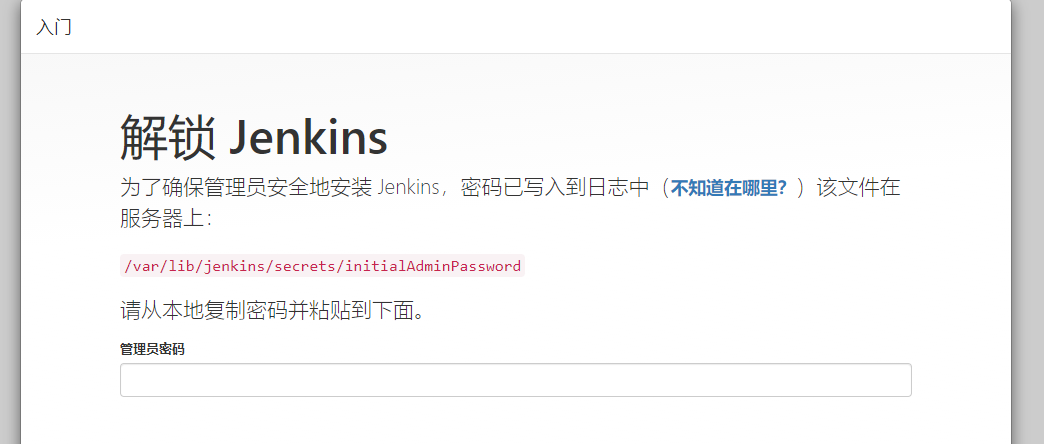 入门
解锁 Jenkins
为了确保管理员安全地安装 Jenkins，密码已写入到日志中（不知道在哪里？）该文件在
服务器上：
/var/lib/jenkins/secrets/initialAdminPassword
请从本地复制密码并粘贴到下面。
管理员密码